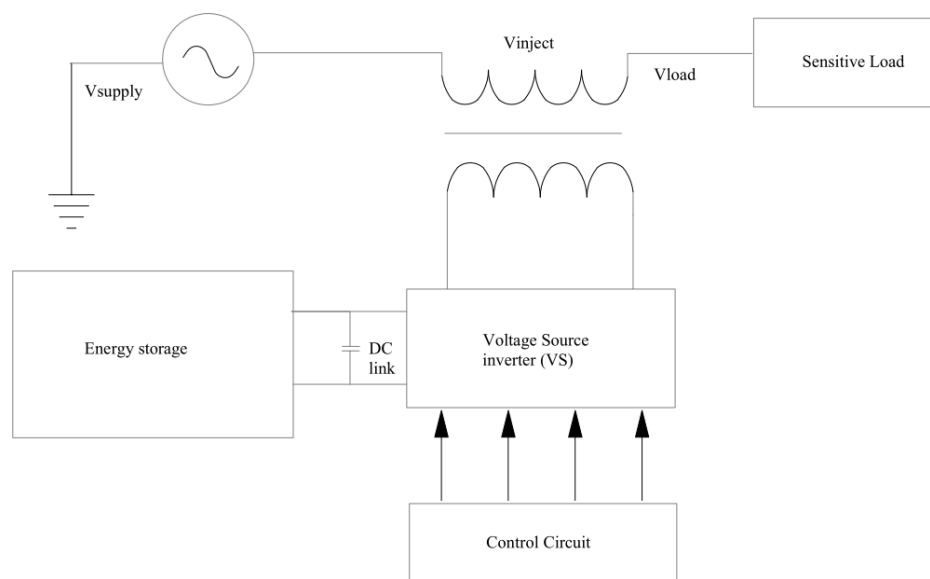 Vinject
Sensitive Load
Vload
Vsupply
Energy storage
DC
link
Voltage Source
inverter (VS)
Control Circuit